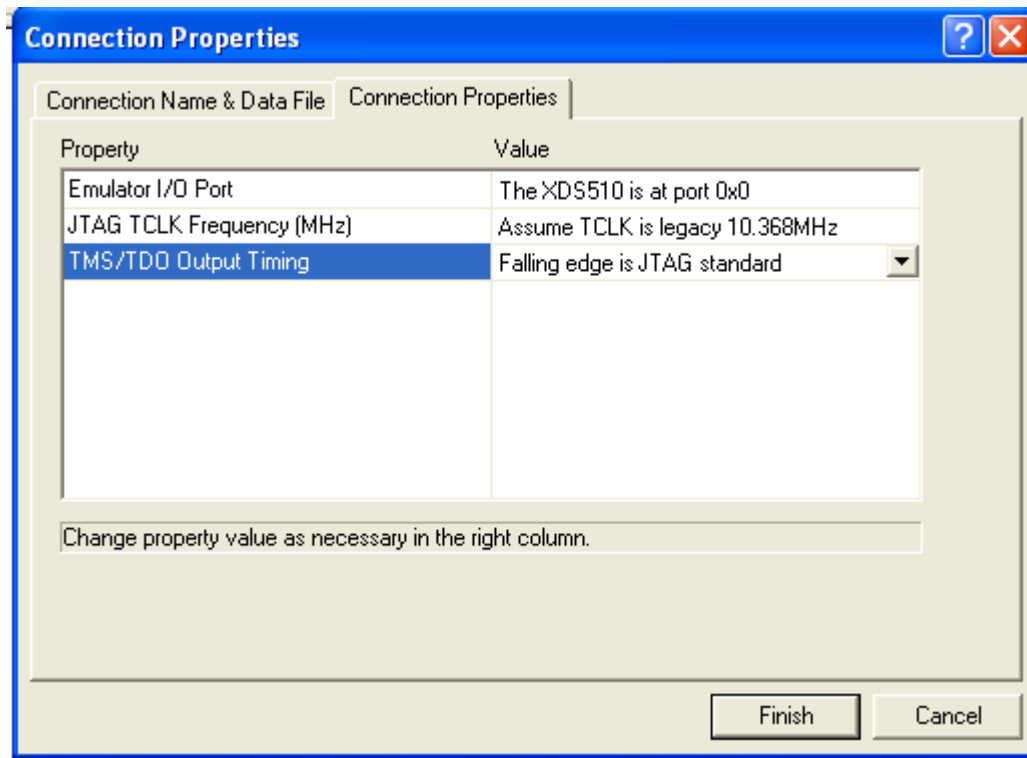 Connection Properties
Connection Name & Data File Connection Properties
Property Value
Emulator I/O Port The XDS510 is at port 0x0
JTAG TCLK Frequency (MHz) Assume TCLK is legacy 10.368MHz
TMS/TDO Output Timing Falling edge is JTAG standard
Change property value as necessary in the right column.
Finish Cancel